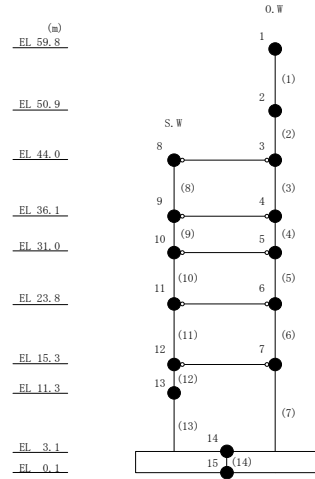 O.W
(m)
1
EL 59.8
(1)
2
EL 50.9
S.W
(2)
8
3
EL 44.0
(8)
(3)
9
4
EL 36.1
(9)
(4)
10
5
EL 31.0
(10)
(5)
11
6
EL 23.8
(11)
(6)
12
7
EL 15.3
13
(12)
EL 11.3
(7)
(13)
14
EL 3.1
15
(14)
EL 0.1